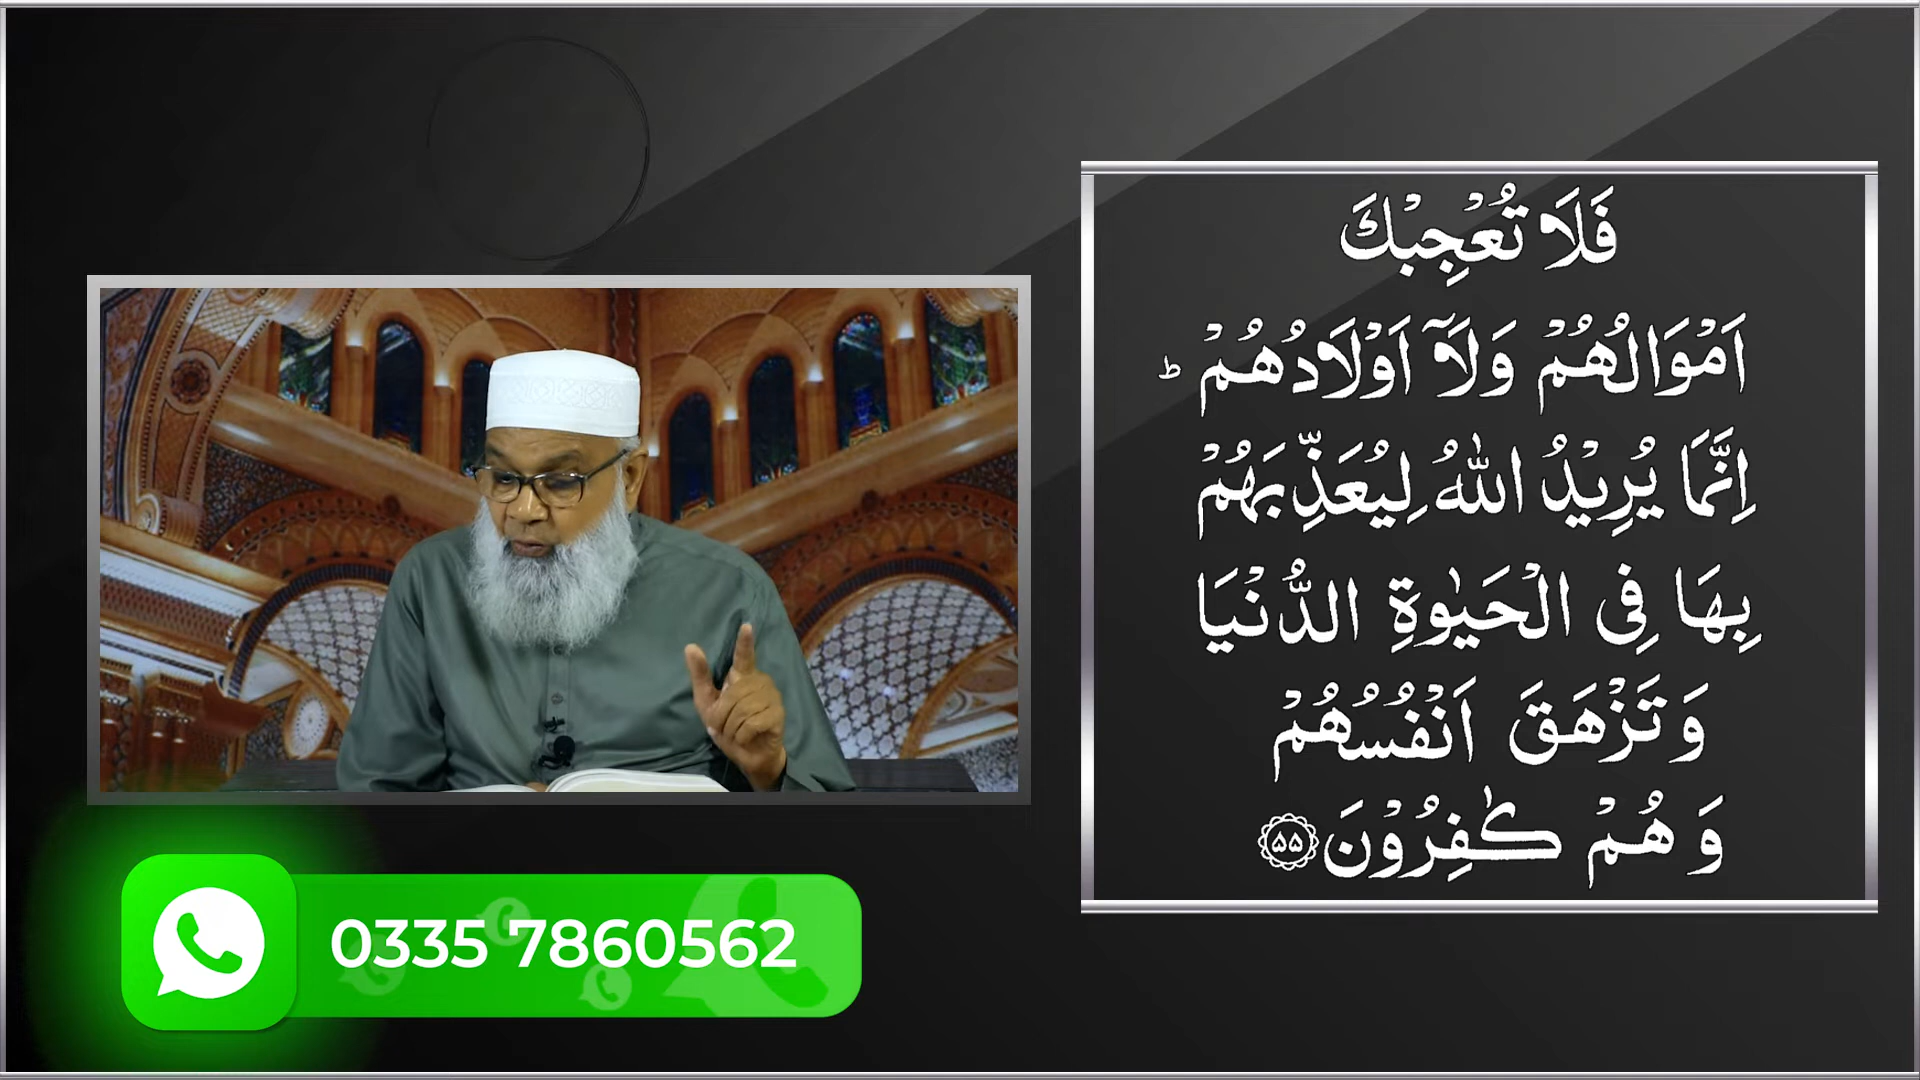 فَلَا تُعْجِبْكَ
اَمْوَالُهُمْ وَلَاۤ اَوْلَادُهُمْ ؕ
اِنَّمَا يُرِيْدُ اللّٰهُ لِيُعَذِّبَهُمْ
بِهَا فِى الْحَيٰوةِ الدُّنْيَا
وَ تَزْهَقَ اَنْفُسُهُمْ
وَ هُمْ كٰفِرُوْنَ ۵۵
0335 7860562